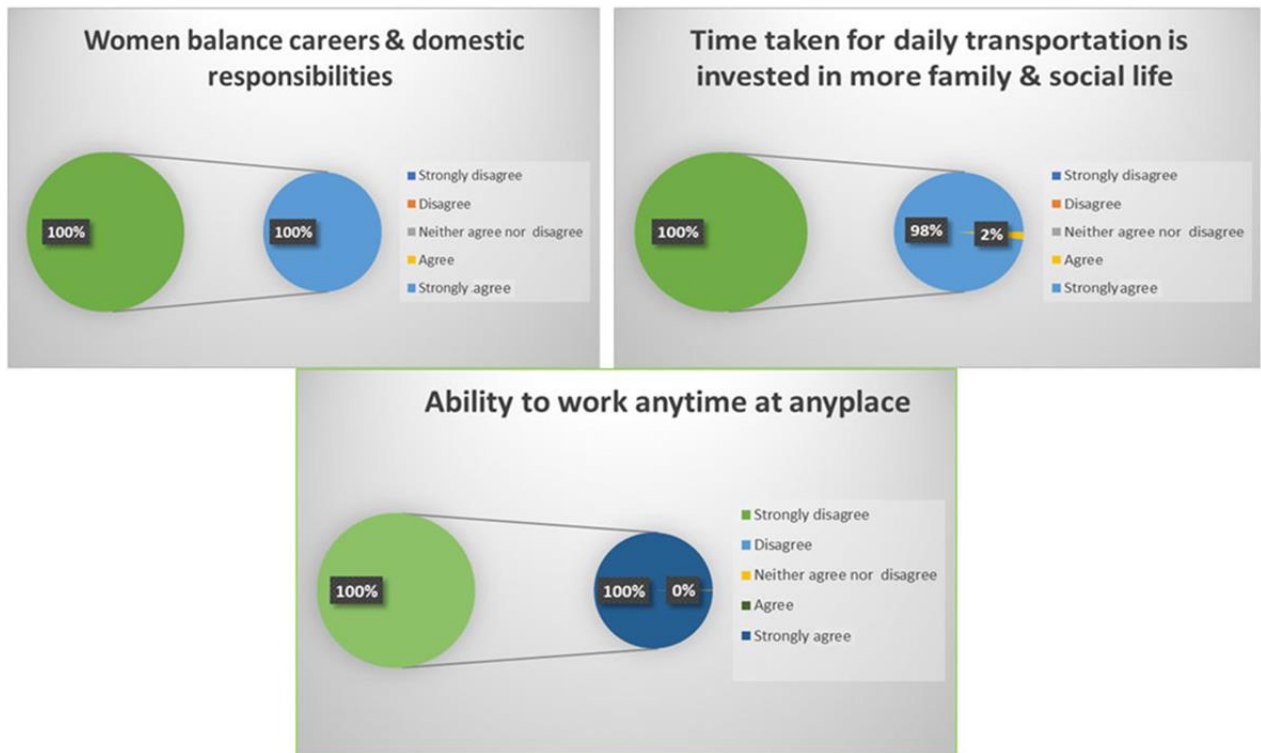 Women balance careers & domestic
responsibilities
100%
100%
Strongly disagree
Disagree
Neither agree nor disagree
Agree
Strongly agree
Time taken for daily transportation is
invested in more family & social life
100%
98%
2%
Strongly disagree
Disagree
Neither agree nor disagree
Agree
Strongly agree
Ability to work anytime at anyplace
100%
100%
0%
Strongly disagree
Disagree
Neither agree nor disagree
Agree
Strongly agree